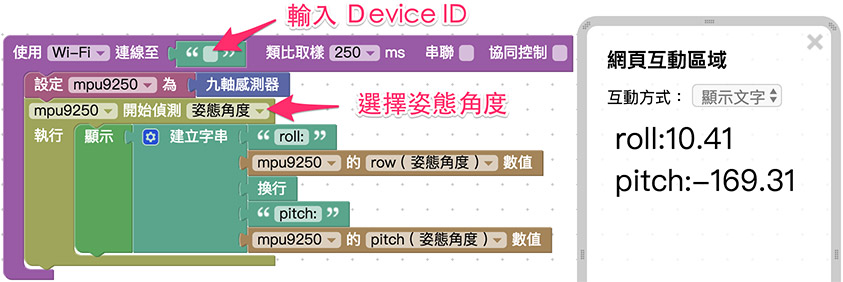 輸入 Device ID
使用 Wi-Fi 連線至 “ ” 類比取樣 250 ms 串聯 協同控制
設定 mpu9250 為 九軸感測器
mpu9250 開始偵測 姿態角度
選擇姿態角度
執行 顯示 建立字串 “ roll: ”
mpu9250 的 row ( 姿態角度 ) 數值
換行
“ pitch: ”
mpu9250 的 pitch ( 姿態角度 ) 數值
網頁互動區域
互動方式： 顯示文字
roll:10.41
pitch:-169.31